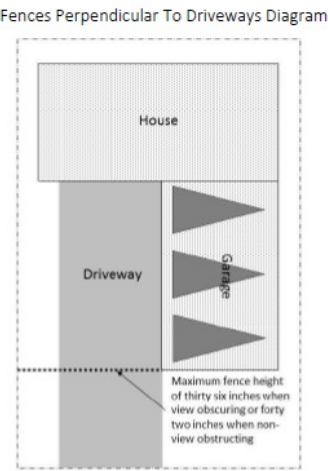 Fences Perpendicular To Driveways Diagram
House
Driveway
Garage
Maximum fence height
of thirty six inches when
view obscuring or forty
two inches when non-
view obstructing